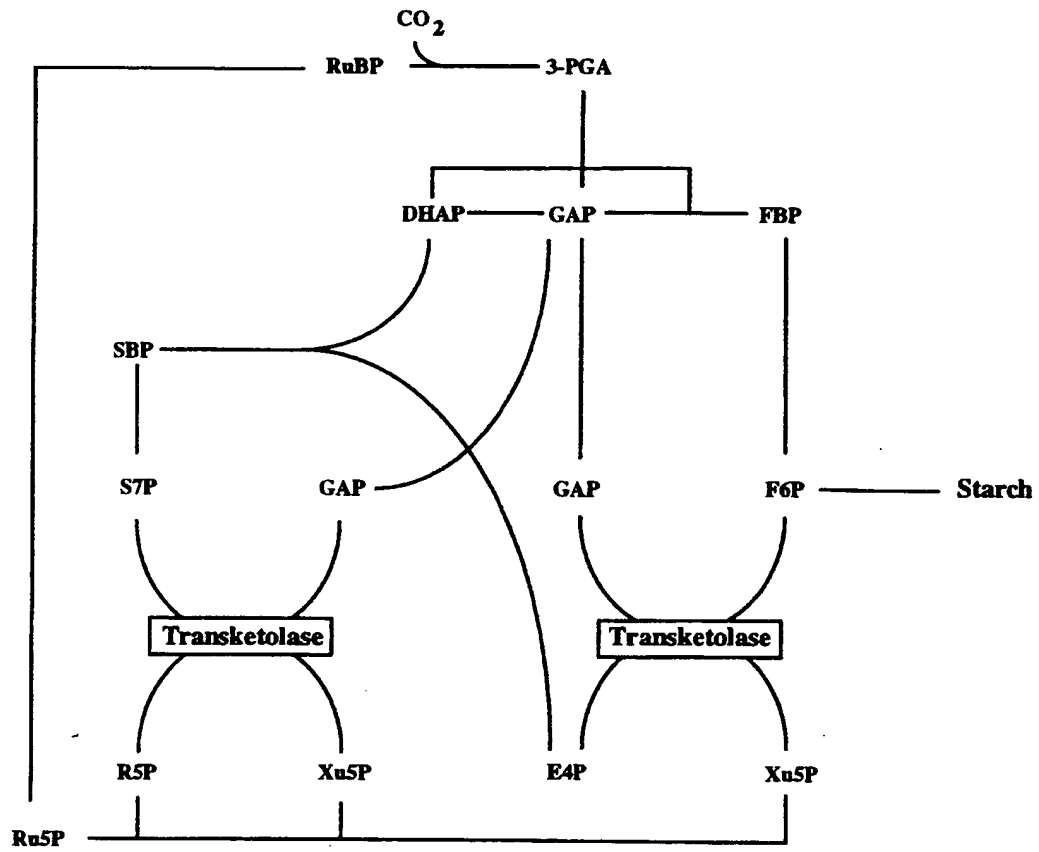 CO2
RuBP 3-PGA
DHAP GAP FBP
SBP
S7P GAP GAP F6P Starch
Transketolase Transketolase
R5P Xu5P E4P Xu5P
Ru5P